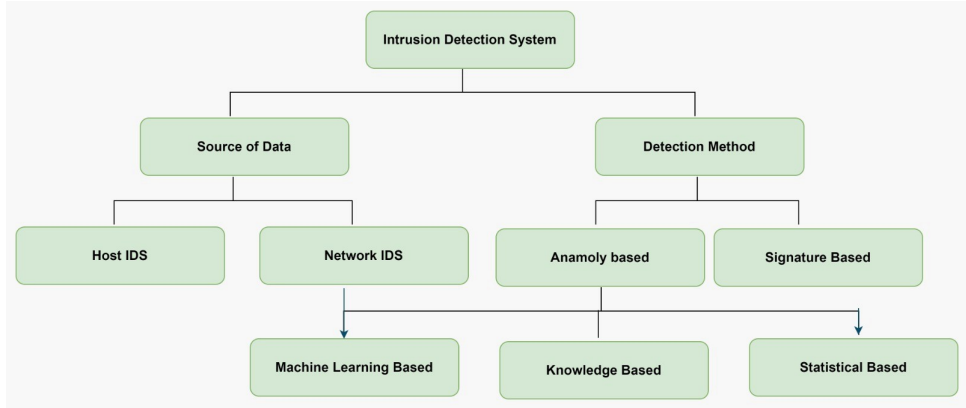 Intrusion Detection System
Source of Data
Detection Method
Host IDS
Network IDS
Anamoly based
Signature Based
Machine Learning Based
Knowledge Based
Statistical Based